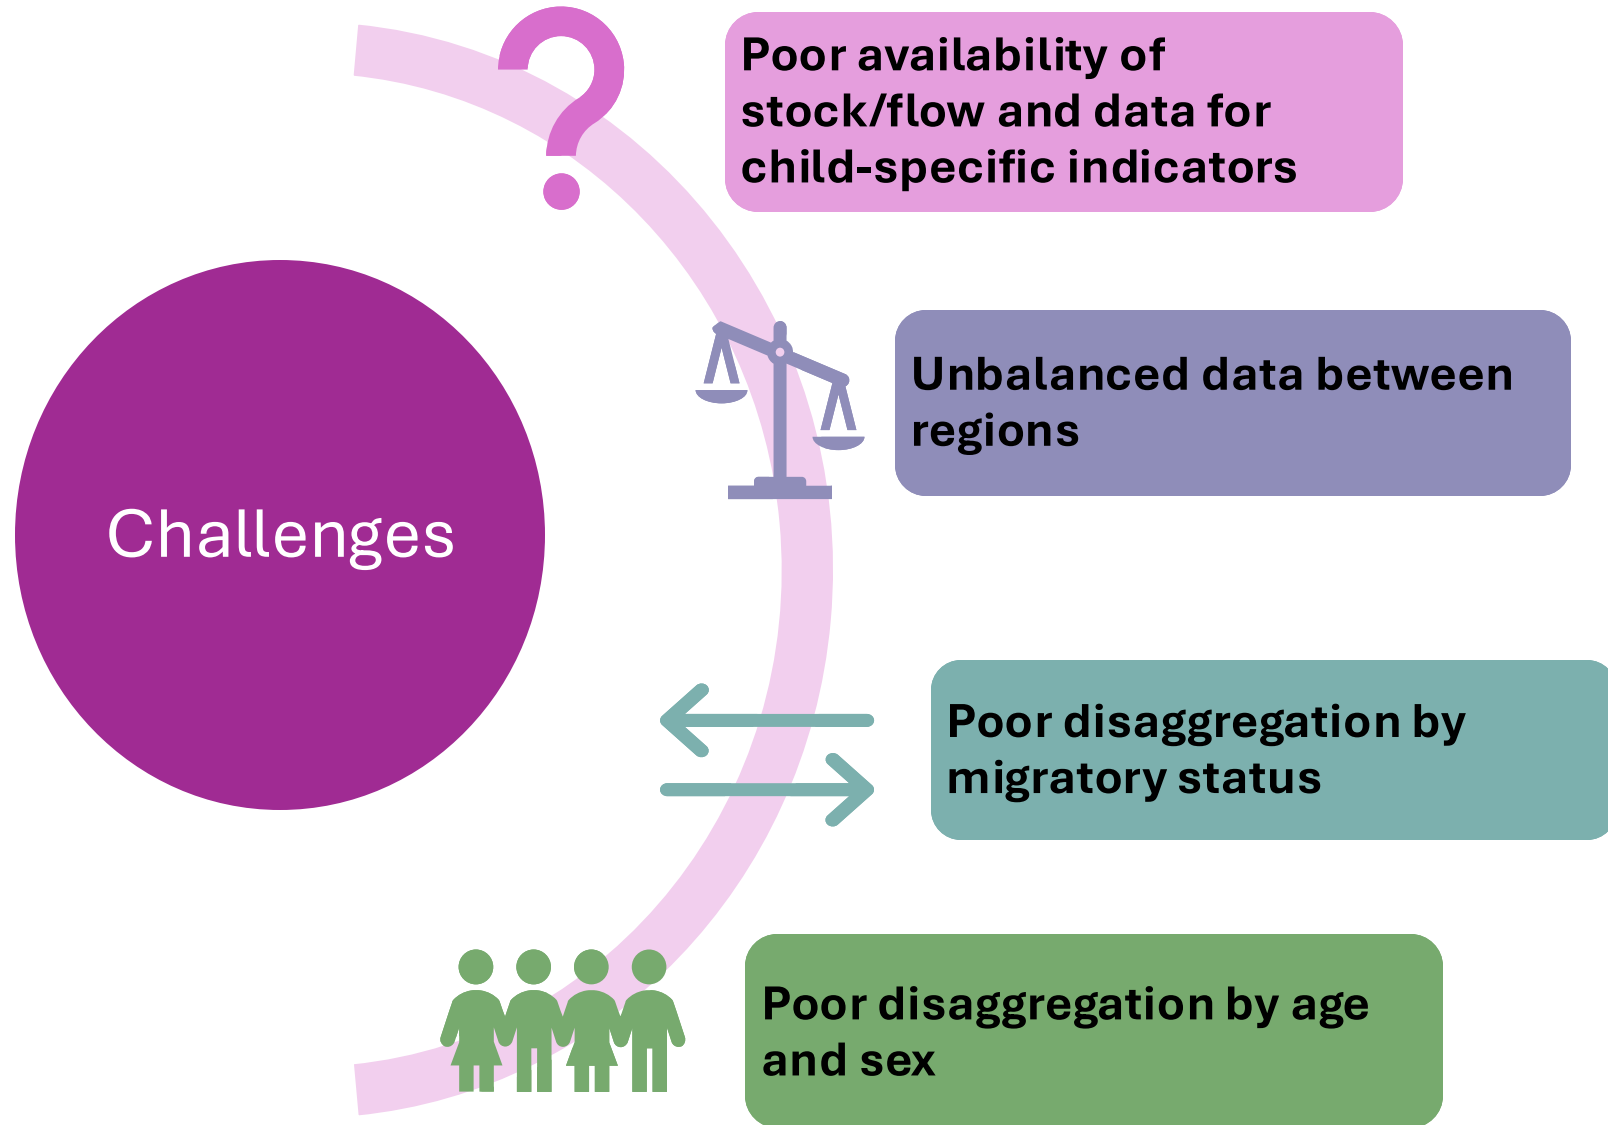 Poor availability of
stock/flow and data for
child-specific indicators
Unbalanced data between
regions
Challenges
Poor disaggregation by
migratory status
Poor disaggregation by age
and sex